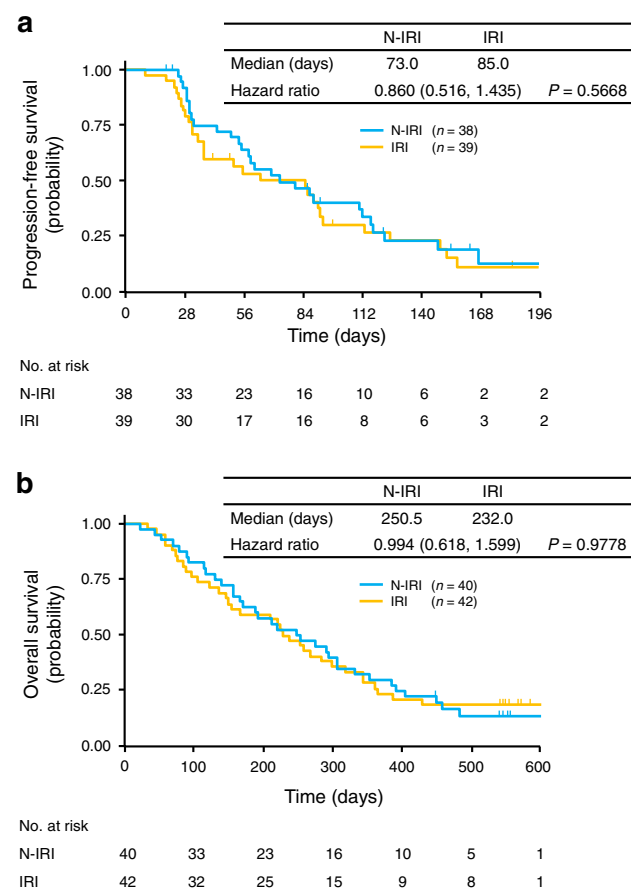 a
N-IRI IRI
Median (days) 73.0 85.0
Hazard ratio 0.860 (0.516, 1.435) P = 0.5668
N-IRI (n = 38)
IRI (n = 39)
Progression-free survival
(probability)
1.00
0.75
0.50
0.25
0.00
0 28 56 84 112 140 168 196
Time (days)
No. at risk
N-IRI 38 33 23 16 10 6 2 2
IRI 39 30 17 16 8 6 3 2
b
N-IRI IRI
Median (days) 250.5 232.0
Hazard ratio 0.994 (0.618, 1.599) P = 0.9778
N-IRI (n = 40)
IRI (n = 42)
Overall survival
(probability)
1.00
0.75
0.50
0.25
0.00
0 100 200 300 400 500 600
Time (days)
No. at risk
N-IRI 40 33 23 16 10 5 1
IRI 42 32 25 15 9 8 1